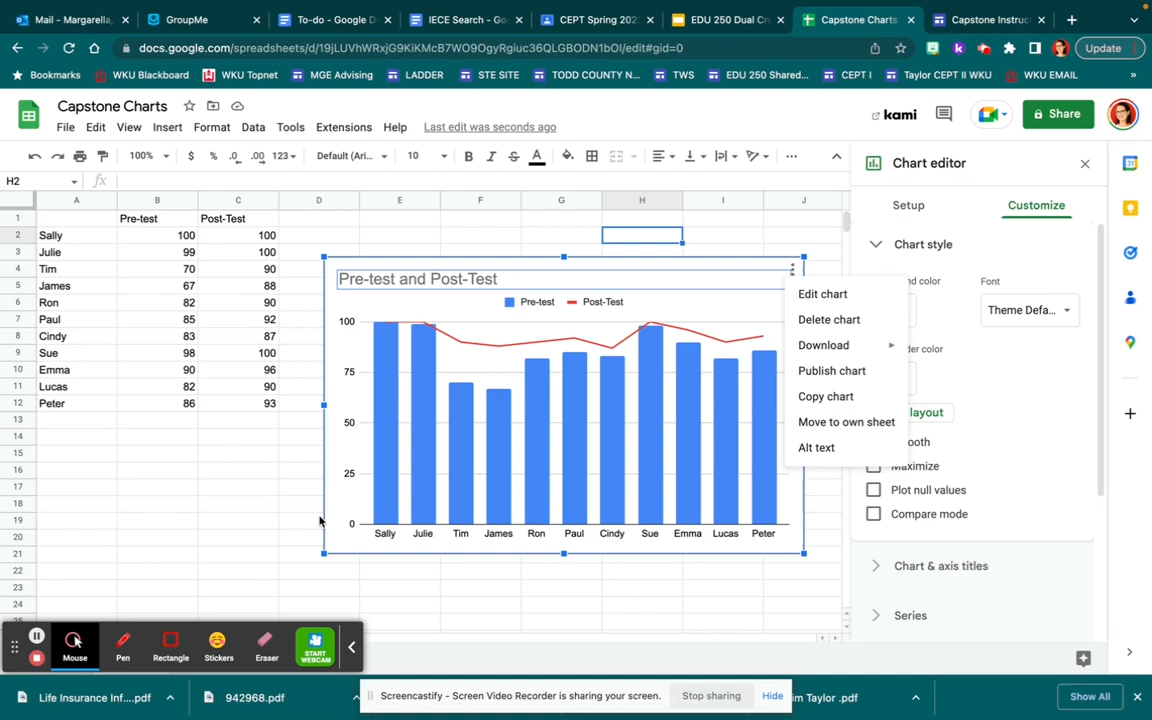 Mail - Margarella,
GroupMe
To-do - Google D
IECE Search - Go
CEPT Spring 202
EDU 250 Dual Cr
Capstone Charts
Capstone Instruc
docs.google.com/spreadsheets/d/19jLUVhWRxjG9KiKMcB7WO9OgyRgiuc36QLGBODN1bOI/edit#gid=0
Update
Bookmarks
WKU Blackboard
WKU Topnet
MGE Advising
LADDER
STE SITE
TODD COUNTY N...
TWS
EDU 250 Shared...
CEPT I
Taylor CEPT II WKU
WKU EMAIL
Capstone Charts
File Edit View Insert Format Data Tools Extensions Help Last edit was seconds ago
kami
Share
100% $ % .0 .00 123 Default (Ari... 10 B I S A
H2 fx
A B C D E F G H I J
1 Pre-test Post-Test
2 Sally 100 100
3 Julie 99 100
4 Tim 70 90
5 James 67 88
6 Ron 82 90
7 Paul 85 92
8 Cindy 83 87
9 Sue 98 100
10 Emma 90 96
11 Lucas 82 90
12 Peter 86 93
13
14
15
16
17
18
19
20
21
22
23
24
Pre-test and Post-Test
Pre-test Post-Test
100
75
50
25
0
Sally Julie Tim James Ron Paul Cindy Sue Emma Lucas Peter
Edit chart
Delete chart
Download
Publish chart
Copy chart
Move to own sheet
Alt text
Chart editor
Setup
Customize
Chart style
nd color
Font
Theme Defa...
der color
layout
ooth
Maximize
Plot null values
Compare mode
Chart & axis titles
Series
31
Mouse
Pen
Rectangle
Stickers
Eraser
START
WEBCAM
Life Insurance Inf....pdf
942968.pdf
Screencastify - Screen Video Recorder is sharing your screen.
Stop sharing
Hide
im Taylor .pdf
Show All